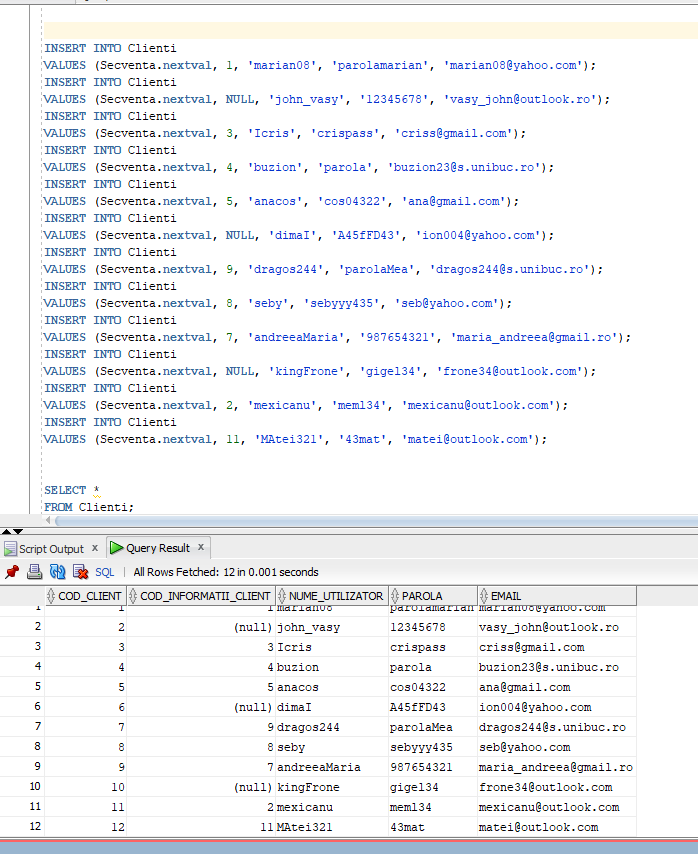 INSERT INTO Clienti
VALUES (Secventa.nextval, 1, 'marian08', 'parolamarian', 'marian08@yahoo.com');
INSERT INTO Clienti
VALUES (Secventa.nextval, NULL, 'john_vasy', '12345678', 'vasy_john@outlook.ro');
INSERT INTO Clienti
VALUES (Secventa.nextval, 3, 'Icris', 'crispass', 'criss@gmail.com');
INSERT INTO Clienti
VALUES (Secventa.nextval, 4, 'buzion', 'parola', 'buzion23@s.unibuc.ro');
INSERT INTO Clienti
VALUES (Secventa.nextval, 5, 'anacos', 'cos04322', 'ana@gmail.com');
INSERT INTO Clienti
VALUES (Secventa.nextval, NULL, 'dimaI', 'A45fFD43', 'ion004@yahoo.com');
INSERT INTO Clienti
VALUES (Secventa.nextval, 9, 'dragos244', 'parolaMea', 'dragos244@s.unibuc.ro');
INSERT INTO Clienti
VALUES (Secventa.nextval, 8, 'seby', 'sebyyy435', 'seb@yahoo.com');
INSERT INTO Clienti
VALUES (Secventa.nextval, 7, 'andreeaMaria', '987654321', 'maria_andreea@gmail.ro');
INSERT INTO Clienti
VALUES (Secventa.nextval, NULL, 'kingFrone', 'gigel34', 'frone34@outlook.com');
INSERT INTO Clienti
VALUES (Secventa.nextval, 2, 'mexicanu', 'meml34', 'mexicanu@outlook.com');
INSERT INTO Clienti
VALUES (Secventa.nextval, 11, 'MAtei321', '43mat', 'matei@outlook.com');
SELECT *
FROM Clienti;
Script Output x Query Result x
SQL | All Rows Fetched: 12 in 0.001 seconds
COD_CLIENT COD_INFORMATII_CLIENT NUME_UTILIZATOR PAROLA EMAIL
1 1 1 marian08 parolamarian marian08@yahoo.com
2 2 (null) john_vasy 12345678 vasy_john@outlook.ro
3 3 3 Icris crispass criss@gmail.com
4 4 4 buzion parola buzion23@s.unibuc.ro
5 5 5 anacos cos04322 ana@gmail.com
6 6 (null) dimaI A45fFD43 ion004@yahoo.com
7 7 9 dragos244 parolaMea dragos244@s.unibuc.ro
8 8 8 seby sebyyy435 seb@yahoo.com
9 9 7 andreeaMaria 987654321 maria_andreea@gmail.ro
10 10 (null) kingFrone gigel34 frone34@outlook.com
11 11 2 mexicanu meml34 mexicanu@outlook.com
12 12 11 MAtei321 43mat matei@outlook.com